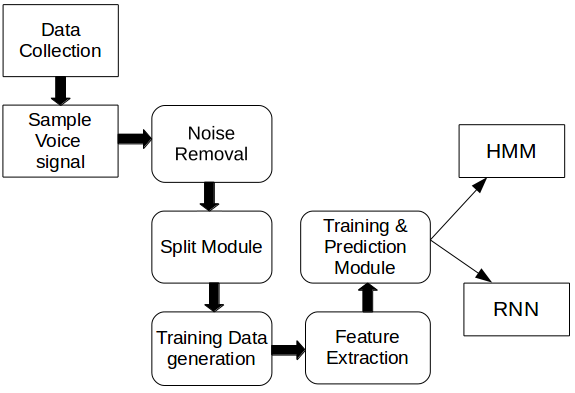 Data
Collection
Sample
Voice
signal
Noise
Removal
Split Module
Training Data
generation
Feature
Extraction
Training &
Prediction
Module
HMM
RNN